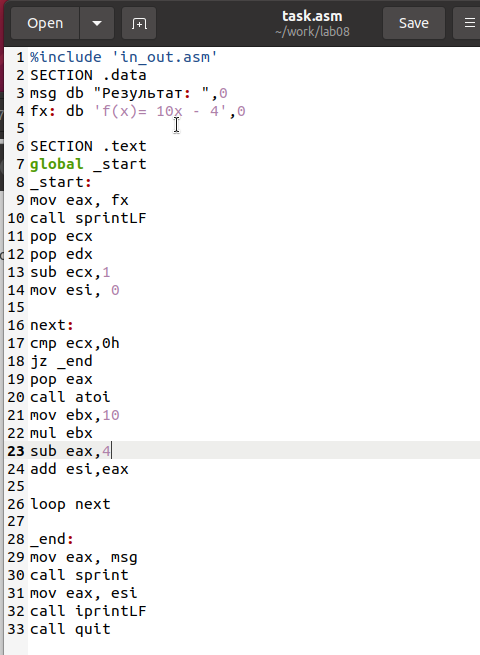 Open
task.asm
~/work/lab08
Save
1 %include 'in_out.asm'
2 SECTION .data
3 msg db "Результат: ",0
4 fx: db 'f(x)= 10x - 4',0
5
6 SECTION .text
7 global _start
8 _start:
9 mov eax, fx
10 call sprintLF
11 pop ecx
12 pop edx
13 sub ecx,1
14 mov esi, 0
15
16 next:
17 cmp ecx,0h
18 jz _end
19 pop eax
20 call atoi
21 mov ebx,10
22 mul ebx
23 sub eax,4
24 add esi,eax
25
26 loop next
27
28 _end:
29 mov eax, msg
30 call sprint
31 mov eax, esi
32 call iprintLF
33 call quit